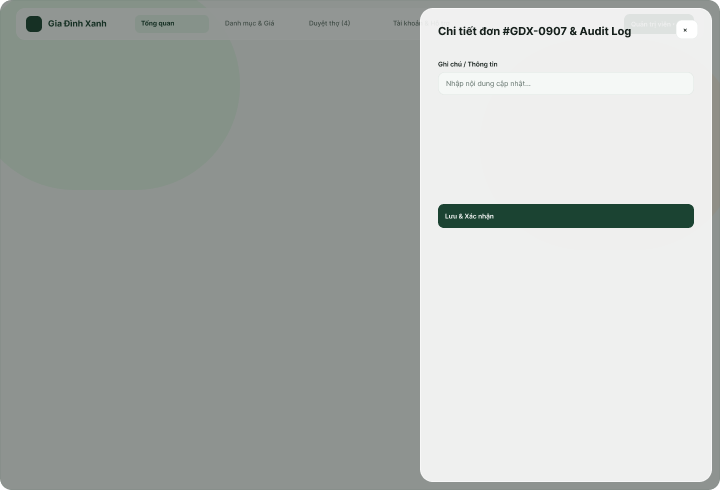 Gia Đình Xanh
Tổng quan
Danh mục & Giá
Duyệt thợ (4)
Tài khoản
Chi tiết đơn #GDX-0907 & Audit Log
×
Ghi chú / Thông tin
Nhập nội dung cập nhật...
Lưu & Xác nhận